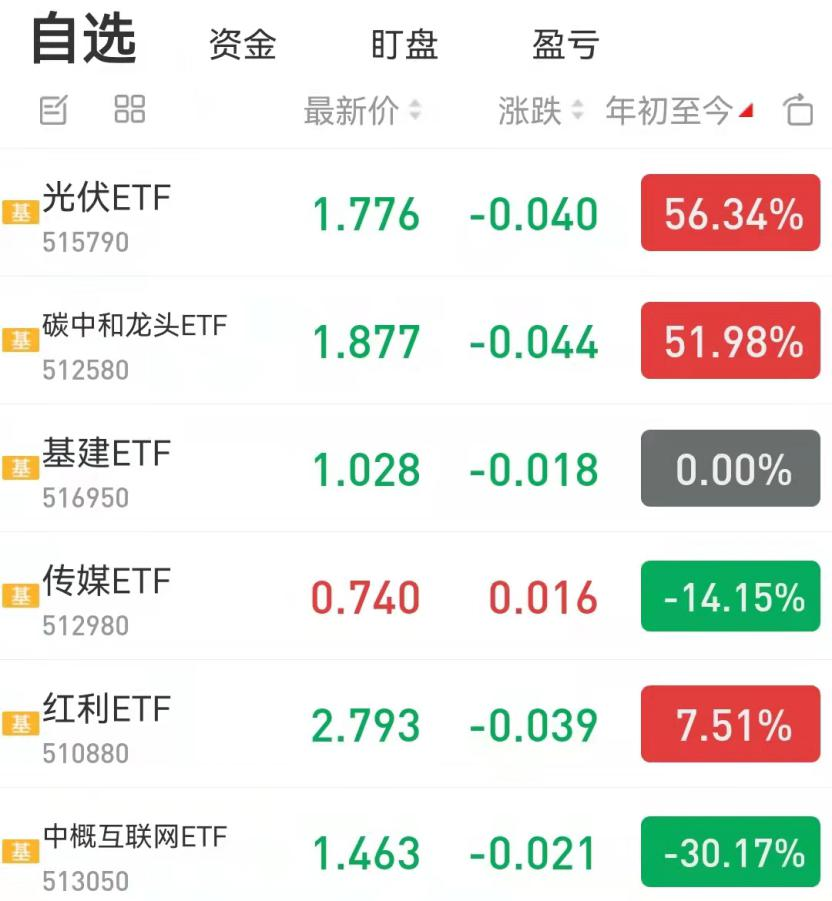 自选 资金 盯盘 盈亏
最新价 涨跌 年初至今
基 光伏ETF 1.776 -0.040 56.34%
515790
基 碳中和龙头ETF 1.877 -0.044 51.98%
512580
基 基建ETF 1.028 -0.018 0.00%
516950
基 传媒ETF 0.740 0.016 -14.15%
512980
基 红利ETF 2.793 -0.039 7.51%
510880
基 中概互联网ETF 1.463 -0.021 -30.17%
513050